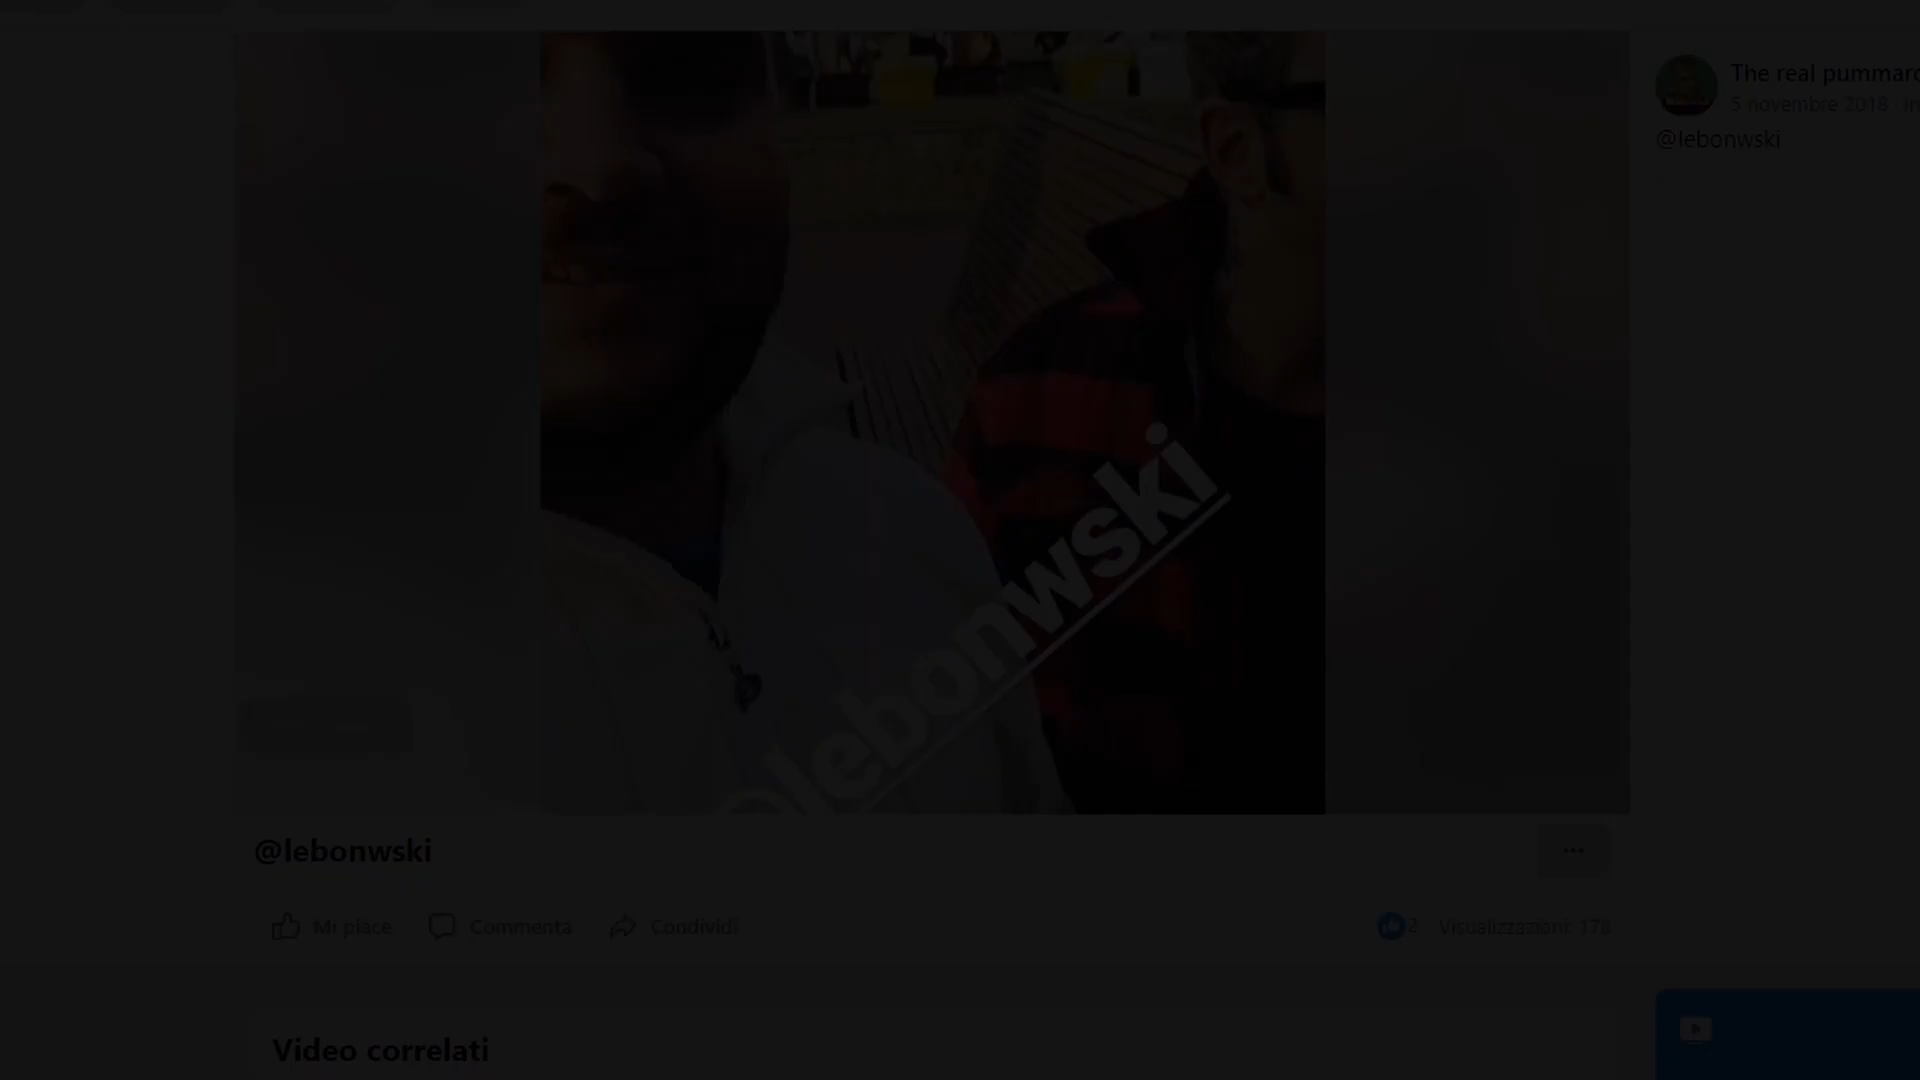 The real pummaro
5 novembre 2018
@lebonwski
@lebonwski
@lebonwski
...
Mi piace
Commenta
Condividi
2
Visualizzazioni: 178
Video correlati